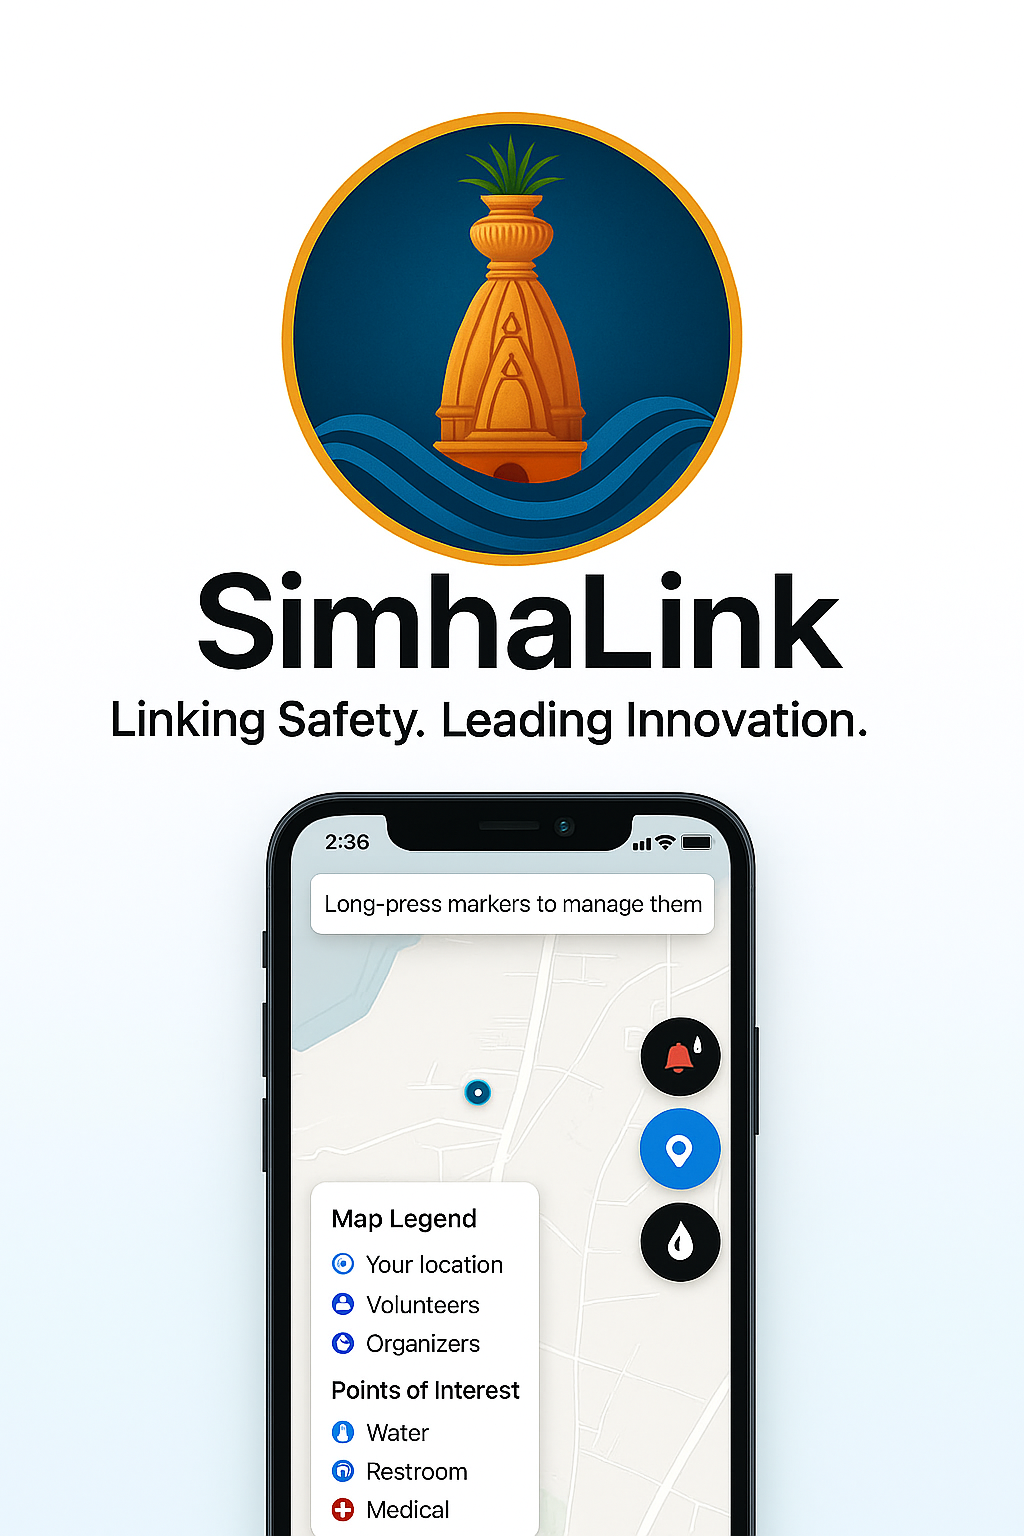 SimhaLink
Linking Safety. Leading Innovation.
2:36
Long-press markers to manage them
Map Legend
Your location
Volunteers
Organizers
Points of Interest
Water
Restroom
Medical